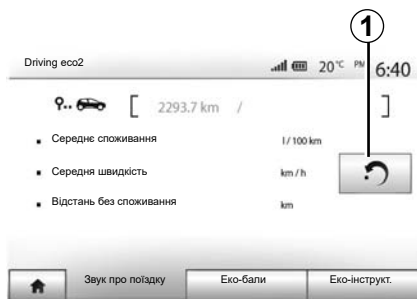 1
Driving eco2 20°C PM 6:40
2293.7 km /
Середнє споживання l / 100 km
Середня швидкість km / h
Відстань без споживання km
Звук про поїздку Еко-бали Еко-інструкт.